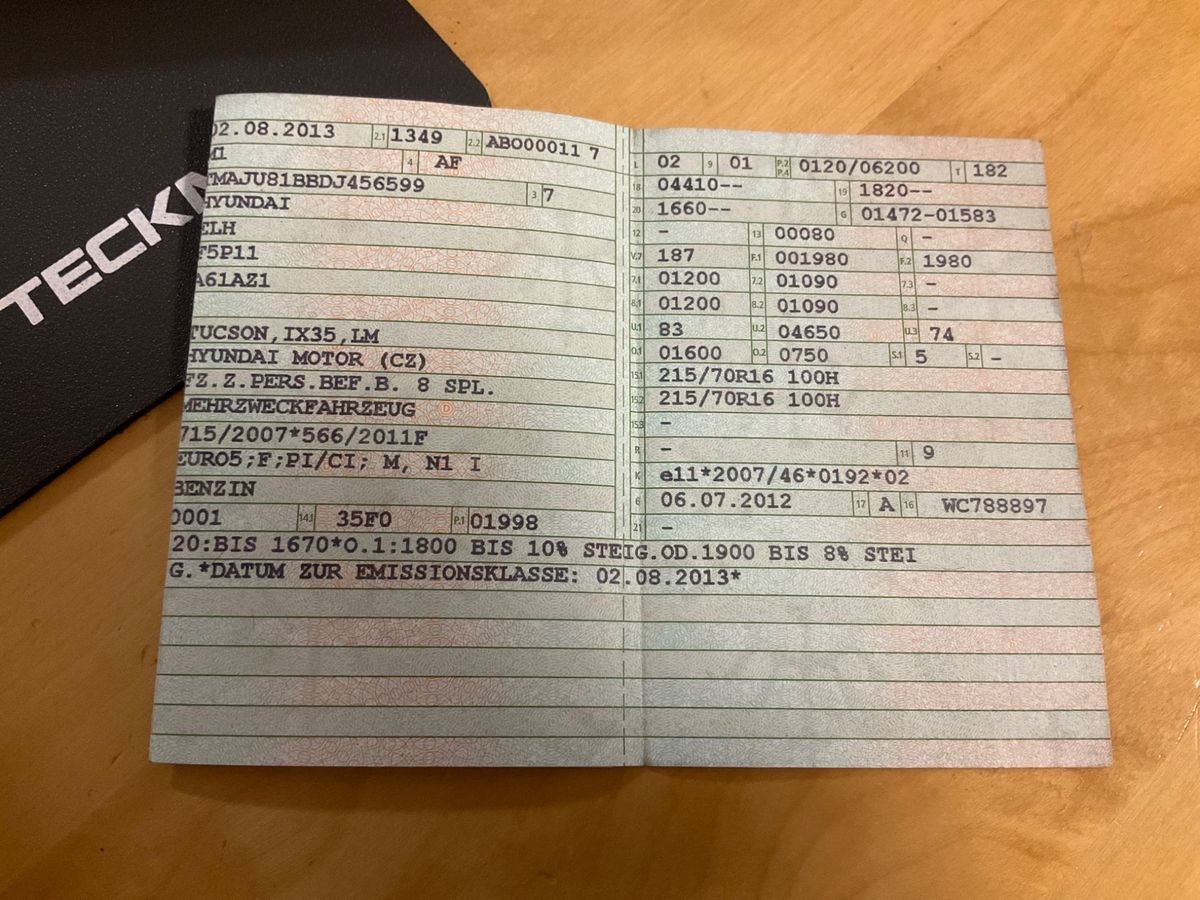 TECKN
02.08.2013 2.1 1349 2.2 ABO00011 7
M1 4 AF
TMAJU81BBDJ456599 3 7
HYUNDAI
ELH
F5P11
A61AZ1
TUCSON,IX35,LM
HYUNDAI MOTOR (CZ)
FZ.Z.PERS.BEF.B. 8 SPL.
MEHRZWECKFAHRZEUG
715/2007*566/2011F
EURO5;F;PI/CI; M, N1 I
BENZIN
0001 14.1 35F0 P.1 01998
L 02 9 01 P.2 P.4 0120/06200 T 182
18 04410-- 19 1820--
20 1660-- G 01472-01583
12 - 13 00080 Q -
V.7 187 F.1 001980 F.2 1980
7.1 01200 7.2 01090 7.3 -
8.1 01200 8.2 01090 8.3 -
U.1 83 U.2 04650 U.3 74
O.1 01600 O.2 0750 S.1 5 S.2 -
15.1 215/70R16 100H
15.2 215/70R16 100H
15.3 -
R - 11 9
K e11*2007/46*0192*02
6 06.07.2012 17 A 16 WC788897
21 -
20:BIS 1670*O.1:1800 BIS 10% STEIG.OD.1900 BIS 8% STEI
G.*DATUM ZUR EMISSIONSKLASSE: 02.08.2013*